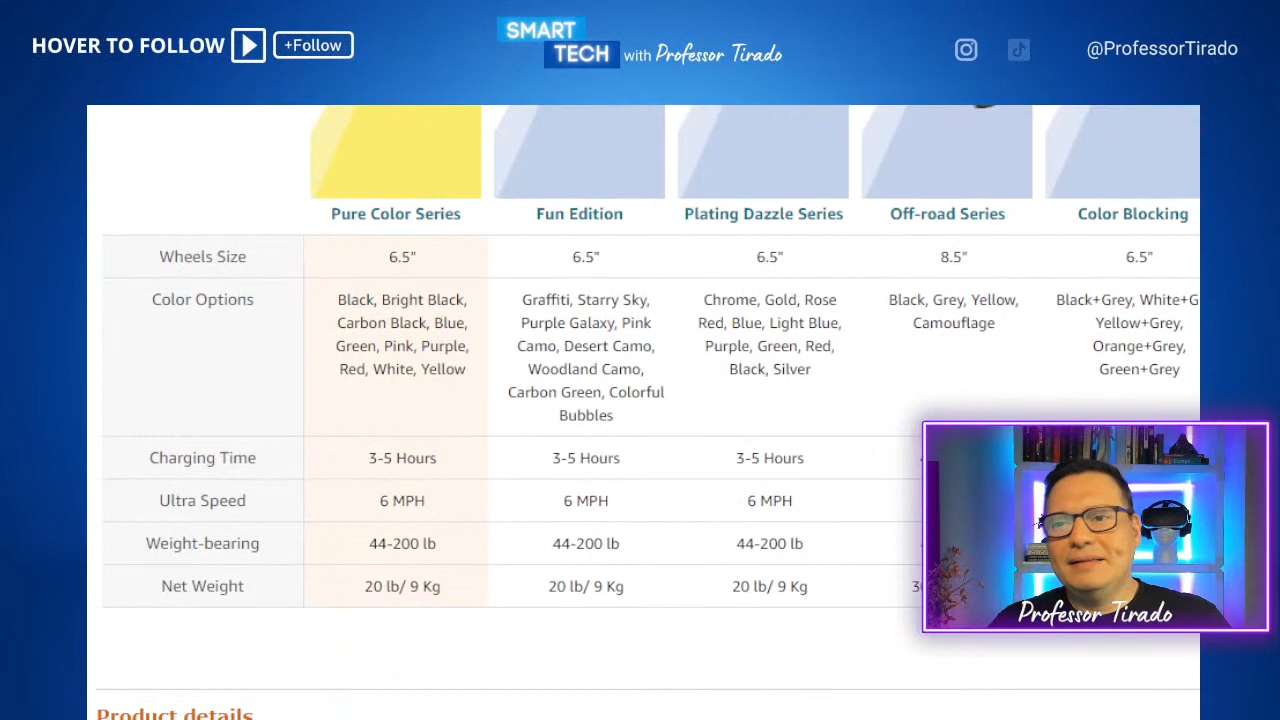 HOVER TO FOLLOW
+Follow
SMART
TECH with Professor Tirado
@ProfessorTirado
Pure Color Series
Fun Edition
Plating Dazzle Series
Off-road Series
Color Blocking
Wheels Size
6.5"
6.5"
6.5"
8.5"
6.5"
Color Options
Black, Bright Black,
Carbon Black, Blue,
Green, Pink, Purple,
Red, White, Yellow
Graffiti, Starry Sky,
Purple Galaxy, Pink
Camo, Desert Camo,
Woodland Camo,
Carbon Green, Colorful
Bubbles
Chrome, Gold, Rose
Red, Blue, Light Blue,
Purple, Green, Red,
Black, Silver
Black, Grey, Yellow,
Camouflage
Black+Grey, White+G
Yellow+Grey,
Orange+Grey,
Green+Grey
Charging Time
3-5 Hours
3-5 Hours
3-5 Hours
Ultra Speed
6 MPH
6 MPH
6 MPH
Weight-bearing
44-200 lb
44-200 lb
44-200 lb
Net Weight
20 lb/ 9 Kg
20 lb/ 9 Kg
20 lb/ 9 Kg
Professor Tirado
Product details